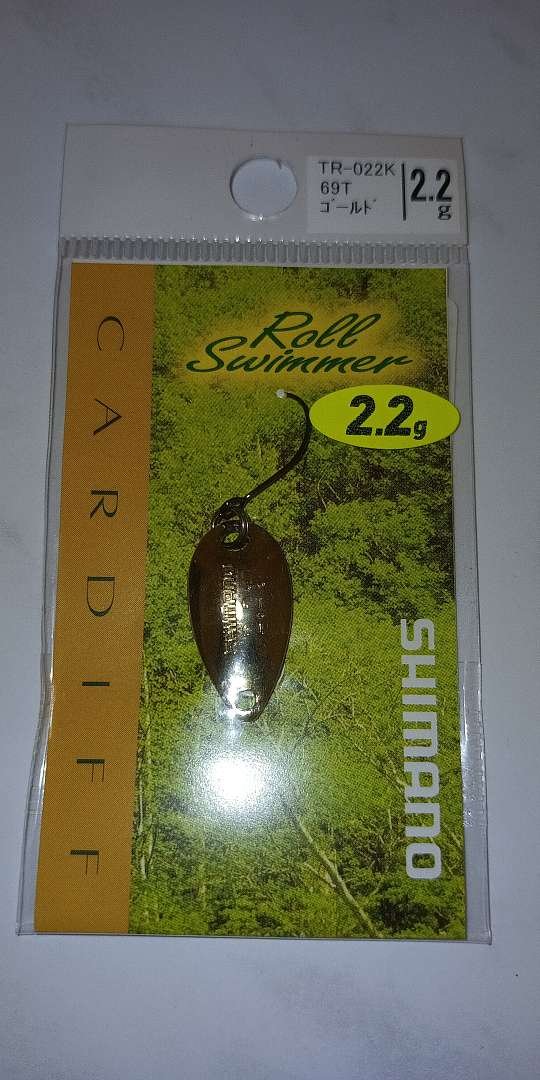 TR-022K
69T
ゴールド
2.2
g
Roll
Swimmer
2.2g
CARDIFF
SHIMANO